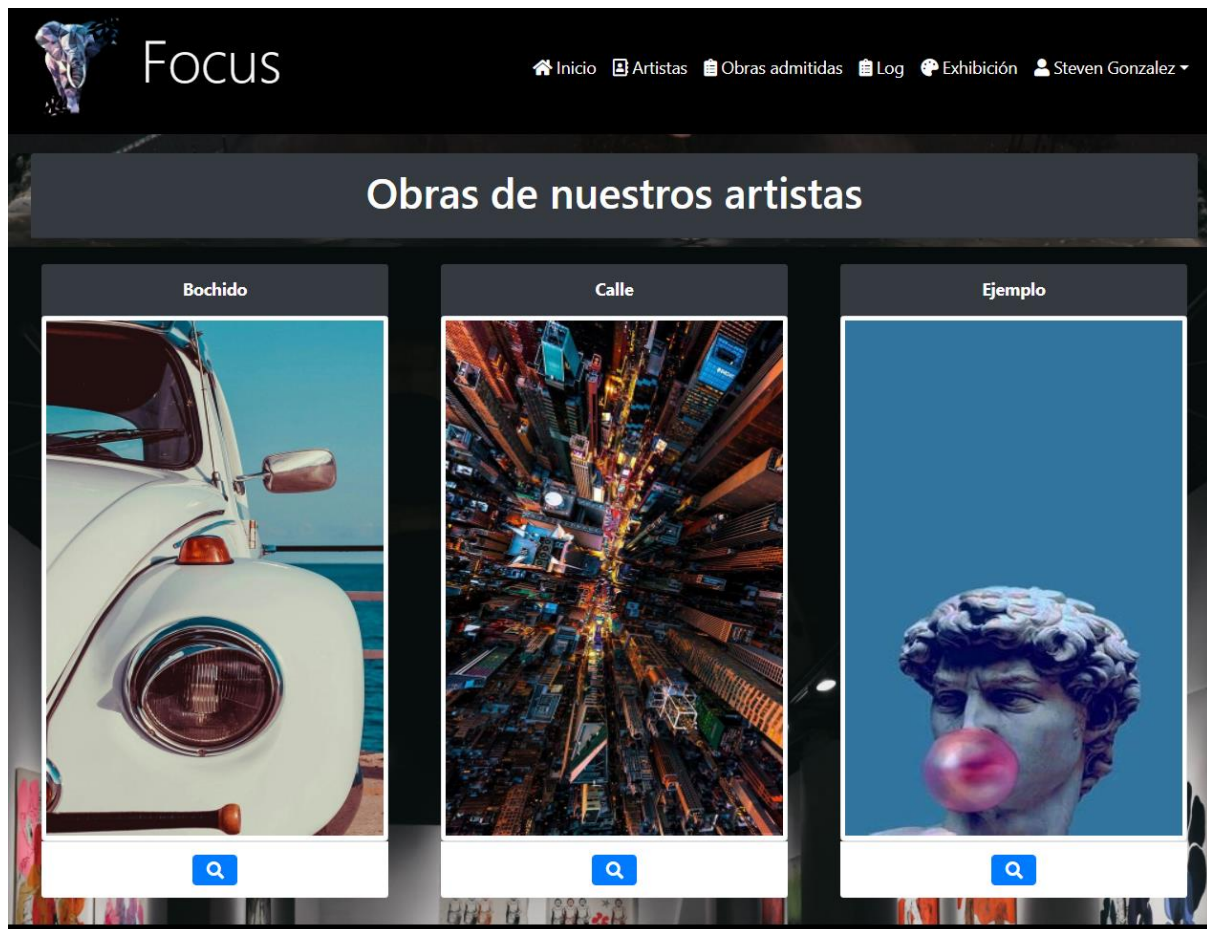 Focus
Inicio Artistas Obras admitidas Log Exhibición Steven Gonzalez
Obras de nuestros artistas
Bochido Calle Ejemplo